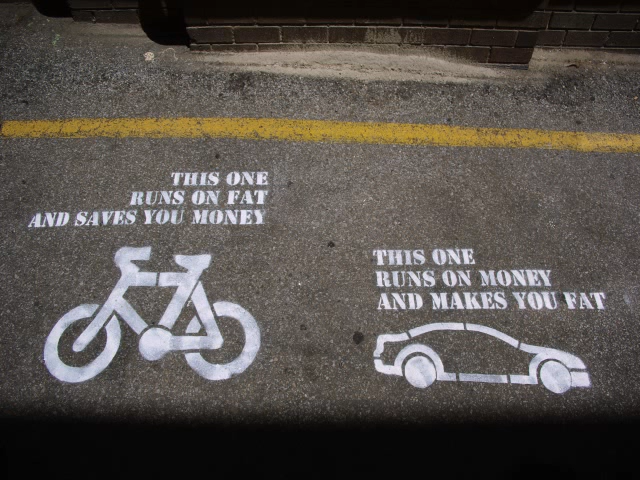 THIS ONE
RUNS ON FAT
AND SAVES YOU MONEY
THIS ONE
RUNS ON MONEY
AND MAKES YOU FAT